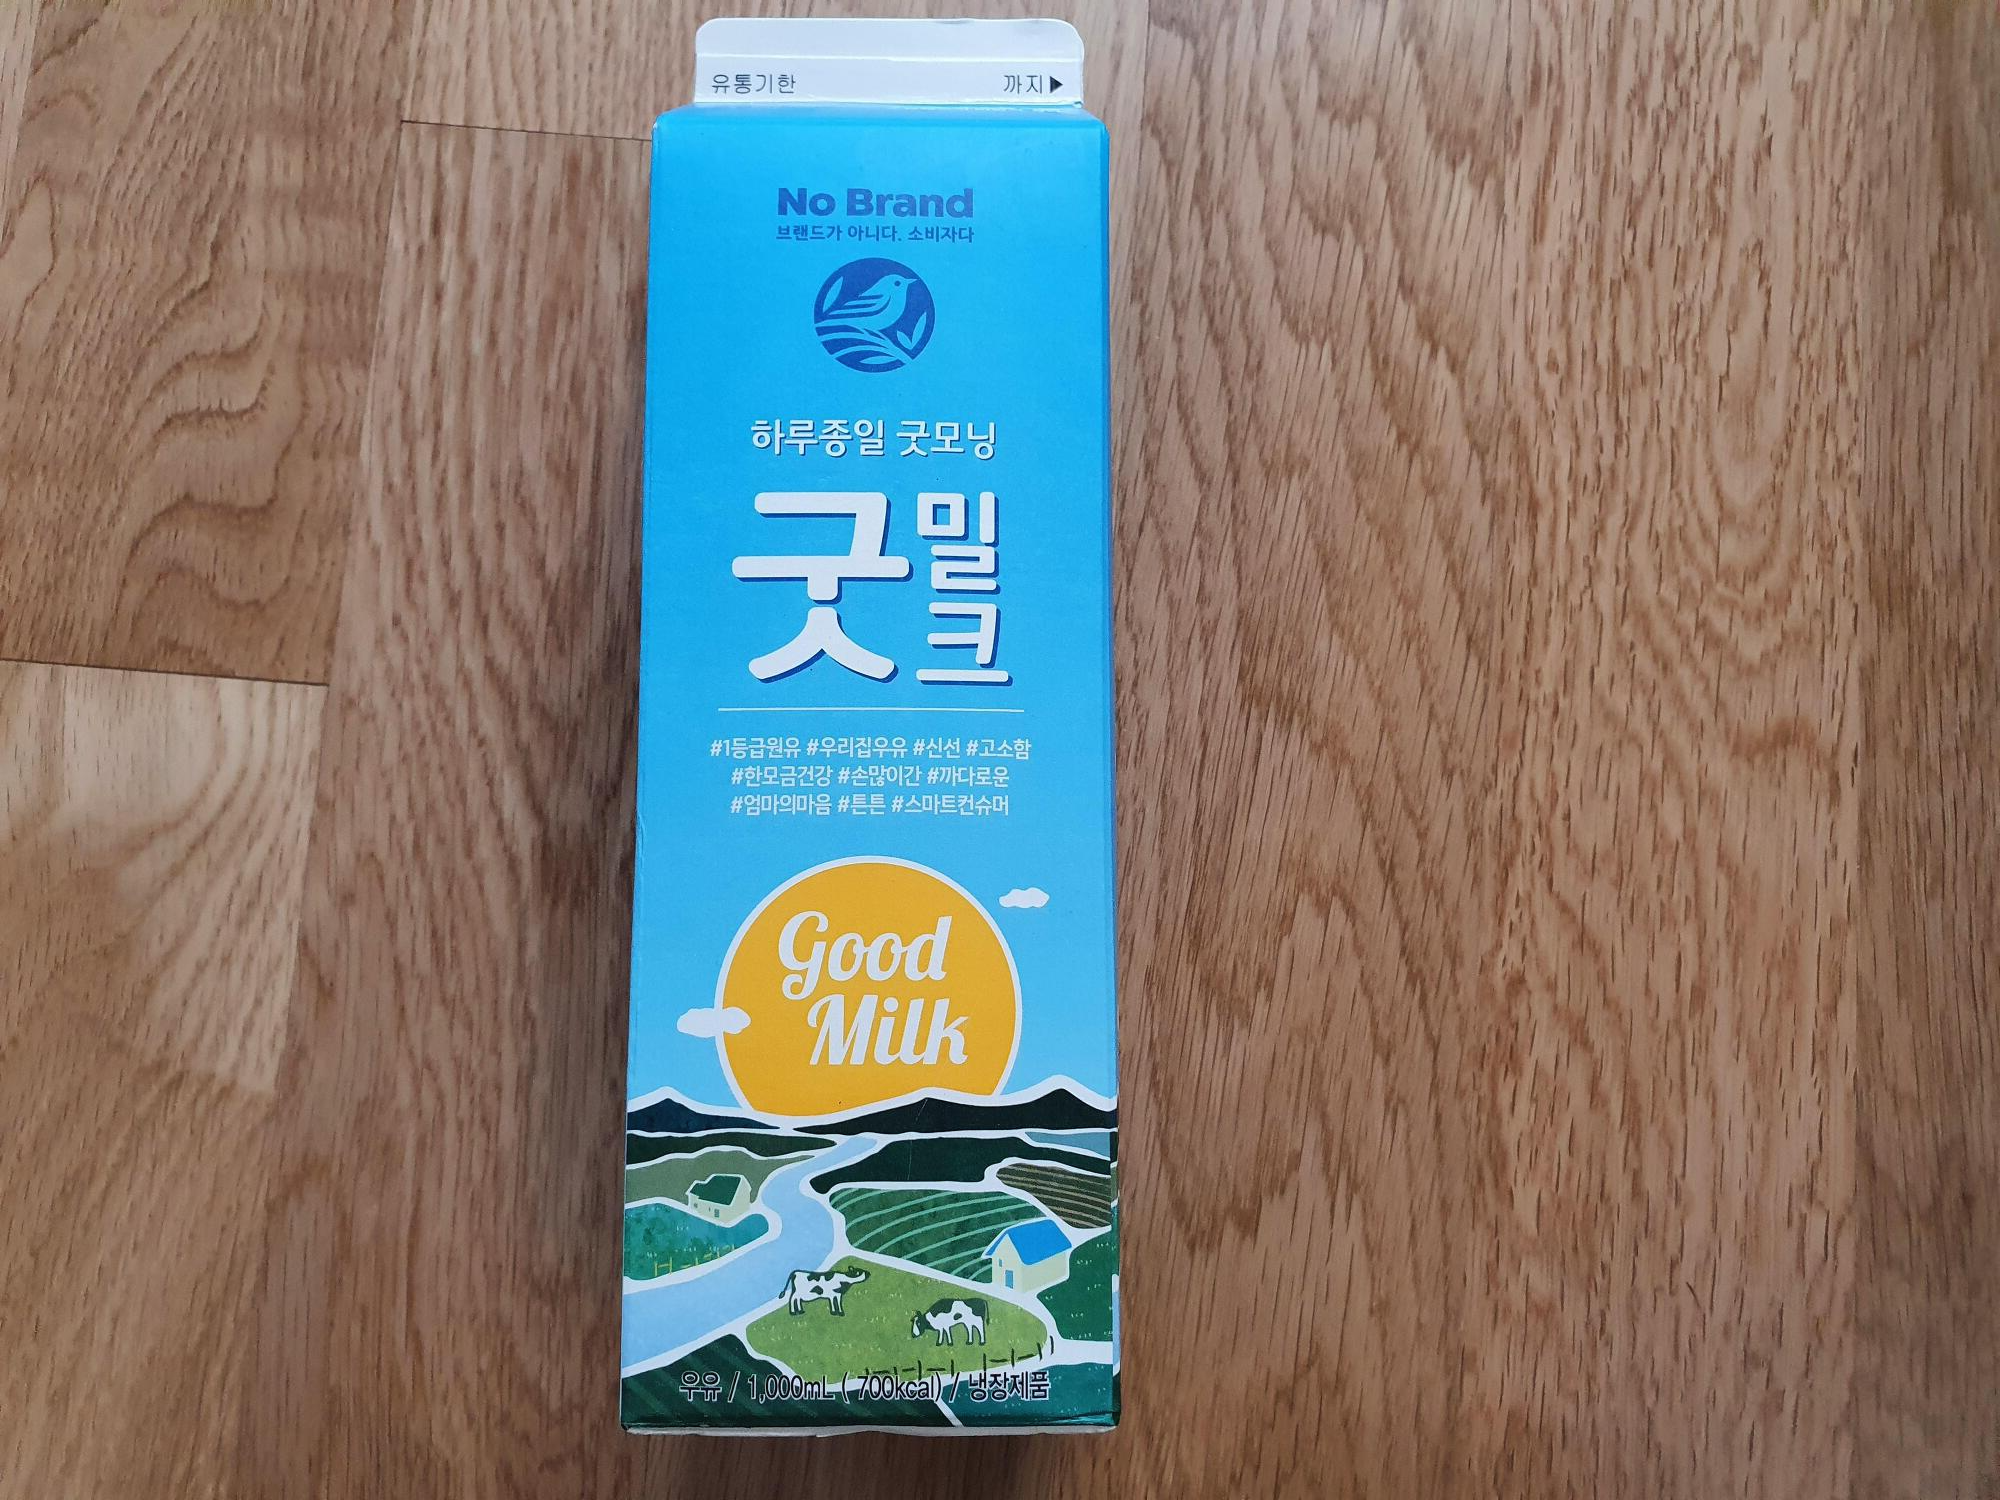 유통기한 까지▶
No Brand
브랜드가 아니다. 소비자다
하루종일 굿모닝
굿밀크
#1등급원유 #우리집우유 #신선 #고소함
#한모금건강 #손많이간 #까다로운
#엄마의마음 #튼튼 #스마트컨슈머
Good
Milk
우유 / 1,000mL ( 700kcal) / 냉장제품